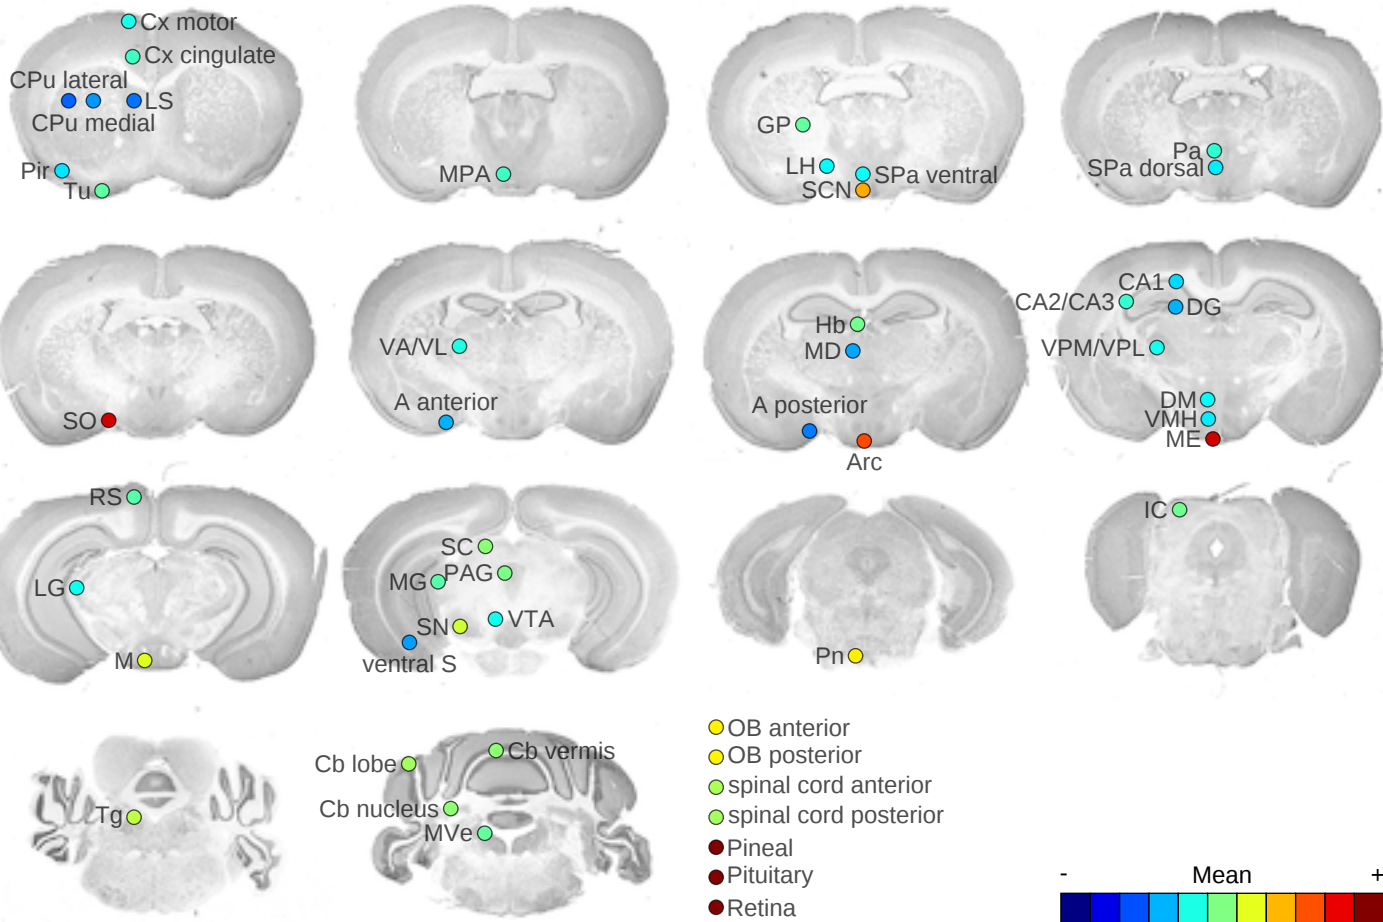 Cx motor
Cx cingulate
CPu lateral
LS
CPu medial
Pir
Tu
MPA
GP
LH
SPa ventral
SCN
Pa
SPa dorsal
SO
VA/VL
A anterior
Hb
MD
A posterior
Arc
CA1
CA2/CA3
DG
VPM/VPL
DM
VMH
ME
RS
LG
M
SC
PAG
MG
SN
VTA
ventral S
Pn
IC
Tg
Cb vermis
Cb lobe
Cb nucleus
MVe
OB anterior
OB posterior
spinal cord anterior
spinal cord posterior
Pineal
Pituitary
Retina
- Mean +